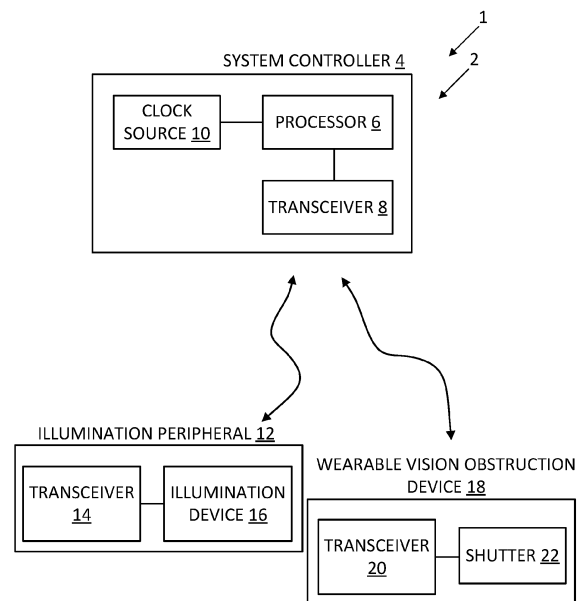 1
SYSTEM CONTROLLER 4
2
CLOCK
SOURCE 10
PROCESSOR 6
TRANSCEIVER 8
ILLUMINATION PERIPHERAL 12
TRANSCEIVER
14
ILLUMINATION
DEVICE 16
WEARABLE VISION OBSTRUCTION
DEVICE 18
TRANSCEIVER
20
SHUTTER 22